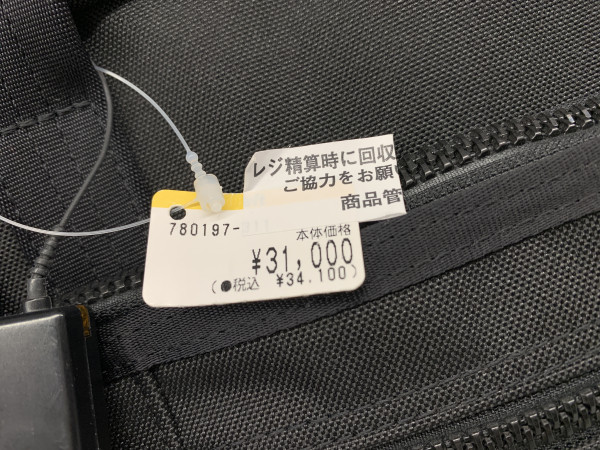 レジ精算時に回収
ご協力をお願い
商品管
780197-
本体価格
¥31,000
(●税込 ¥34,100)